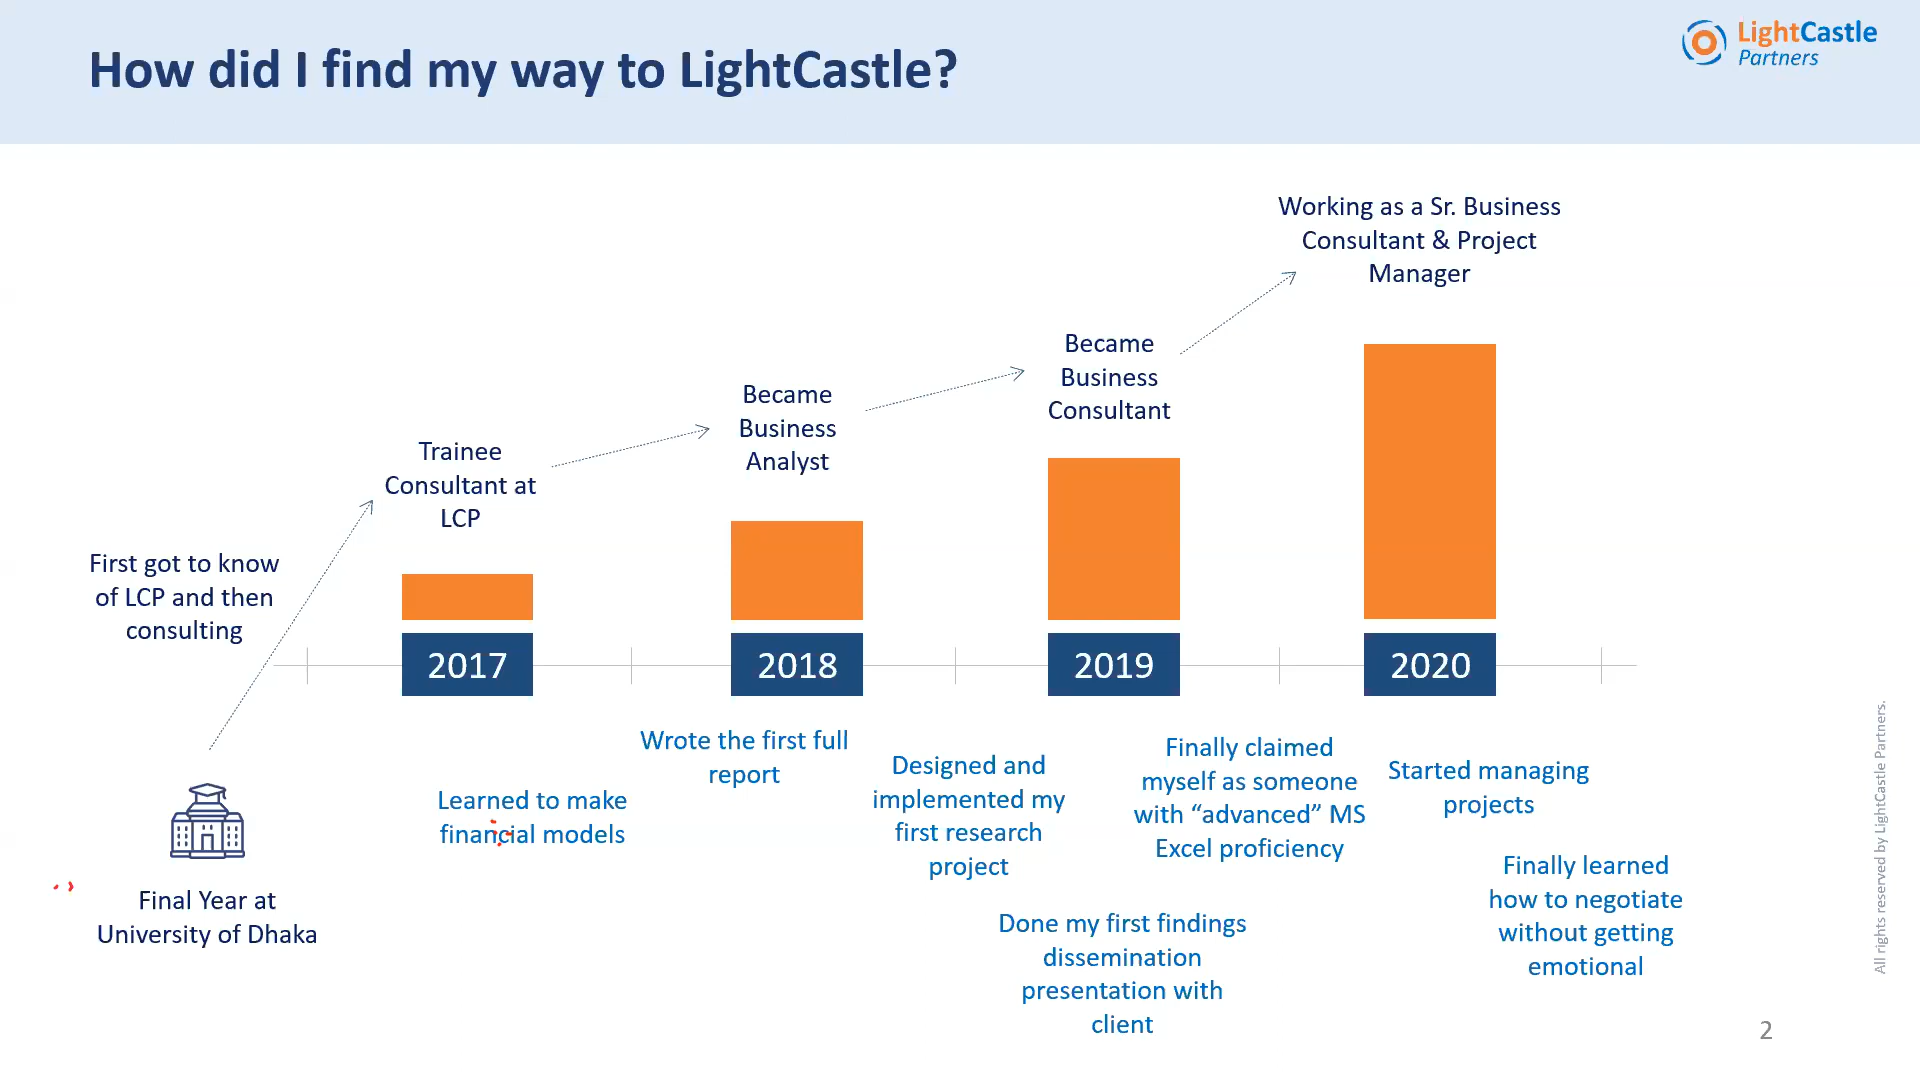 How did I find my way to LightCastle?
LightCastle
Partners
Working as a Sr. Business
Consultant & Project
Manager
Became
Business
Consultant
Became
Business
Analyst
Trainee
Consultant at
LCP
First got to know
of LCP and then
consulting
2017
2018
2019
2020
Final Year at
University of Dhaka
Learned to make
financial models
Wrote the first full
report
Designed and
implemented my
first research
project
Done my first findings
dissemination
presentation with
client
Finally claimed
myself as someone
with “advanced” MS
Excel proficiency
Started managing
projects
Finally learned
how to negotiate
without getting
emotional
All rights reserved by LightCastle Partners.
2